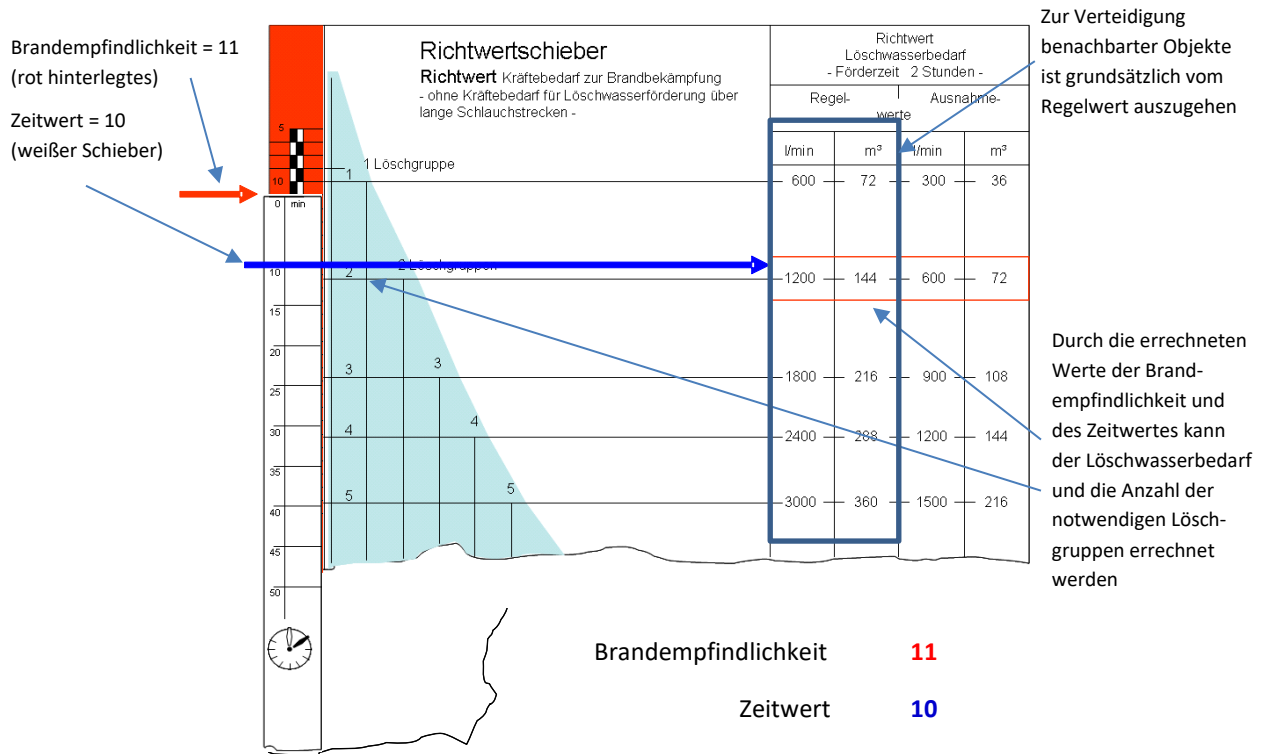 Brandempfindlichkeit = 11
(rot hinterlegtes)
Zeitwert = 10
(weißer Schieber)
Richtwertschieber
Richtwert Kräftebedarf zur Brandbekämpfung
- ohne Kräftebedarf für Löschwasserförderung über
lange Schlauchstrecken -
Richtwert
Löschwasserbedarf
- Förderzeit 2 Stunden -
Regel- Ausnahme-
werte
l/min m³ l/min m³
Zur Verteidigung
benachbarter Objekte
ist grundsätzlich vom
Regelwert auszugehen
5
10
0 min
10
15
20
25
30
35
40
45
50
1 1 Löschgruppe 600 72 300 36
2 2 Löschgruppen 1200 144 600 72
3 3 1800 216 900 108
4 4 2400 288 1200 144
5 5 3000 360 1500 216
Durch die errechneten
Werte der Brand-
empfindlichkeit und
des Zeitwertes kann
der Löschwasserbedarf
und die Anzahl der
notwendigen Lösch-
gruppen errechnet
werden
Brandempfindlichkeit 11
Zeitwert 10